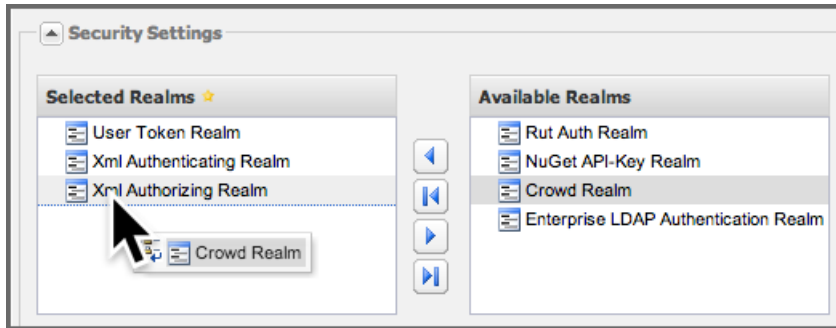 Security Settings
Selected Realms
User Token Realm
Xml Authenticating Realm
Xml Authorizing Realm
Crowd Realm
Available Realms
Rut Auth Realm
NuGet API-Key Realm
Crowd Realm
Enterprise LDAP Authentication Realm